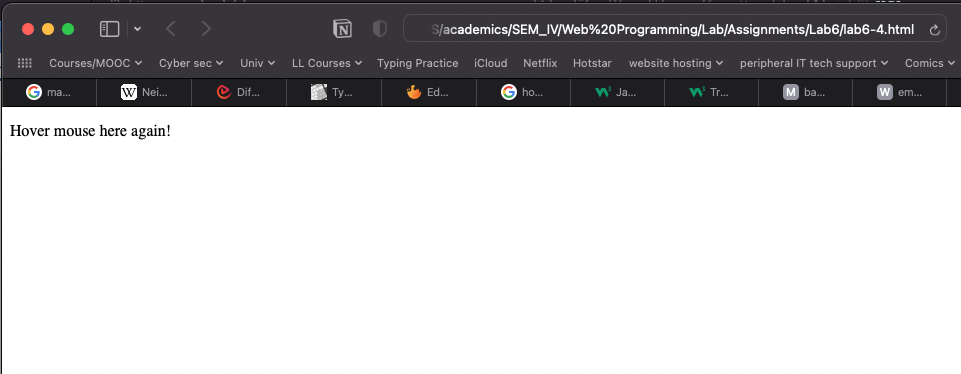 S/academics/SEM_IV/Web%20Programming/Lab/Assignments/Lab6/lab6-4.html
Courses/MOOC Cyber sec Univ LL Courses Typing Practice iCloud Netflix Hotstar website hosting peripheral IT tech support Comics
G ma... W Nei... Dif... Ty... Ed... G ho... W3 Ja... W3 Tr... M ba... W em...
Hover mouse here again!